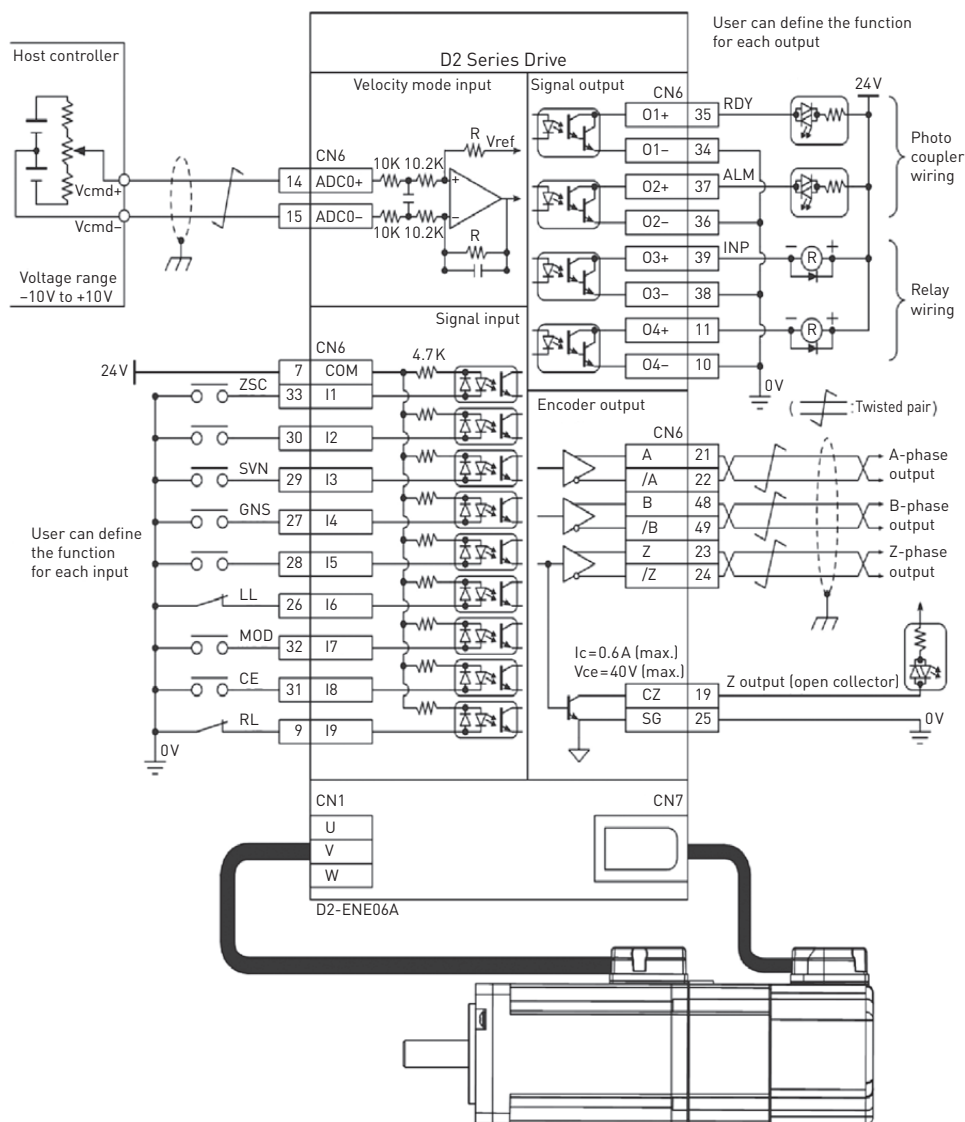 User can define the function
for each output
Host controller
Vcmd+
Vcmd−
Voltage range
−10V to +10V
D2 Series Drive
Velocity mode input
CN6
14 ADC0+
15 ADC0−
10K 10.2K
10K 10.2K
R
Vref
+
−
R
Signal output
CN6
O1+ 35 RDY
O1− 34
O2+ 37 ALM
O2− 36
O3+ 39 INP
O3− 38
O4+ 11
O4− 10
24V
Photo
coupler
wiring
− R +
− R +
Relay
wiring
0V
Signal input
CN6
24V 7 COM
4.7K
ZSC 33 I1
30 I2
SVN 29 I3
GNS 27 I4
28 I5
LL 26 I6
MOD 32 I7
CE 31 I8
RL 9 I9
0V
User can define
the function
for each input
Encoder output
( :Twisted pair)
CN6
A 21
/A 22
B 48
/B 49
Z 23
/Z 24
A-phase
output
B-phase
output
Z-phase
output
Ic=0.6A (max.)
Vce=40V (max.)
CZ 19
SG 25
Z output (open collector)
0V
CN1
U
V
W
CN7
D2-ENE06A